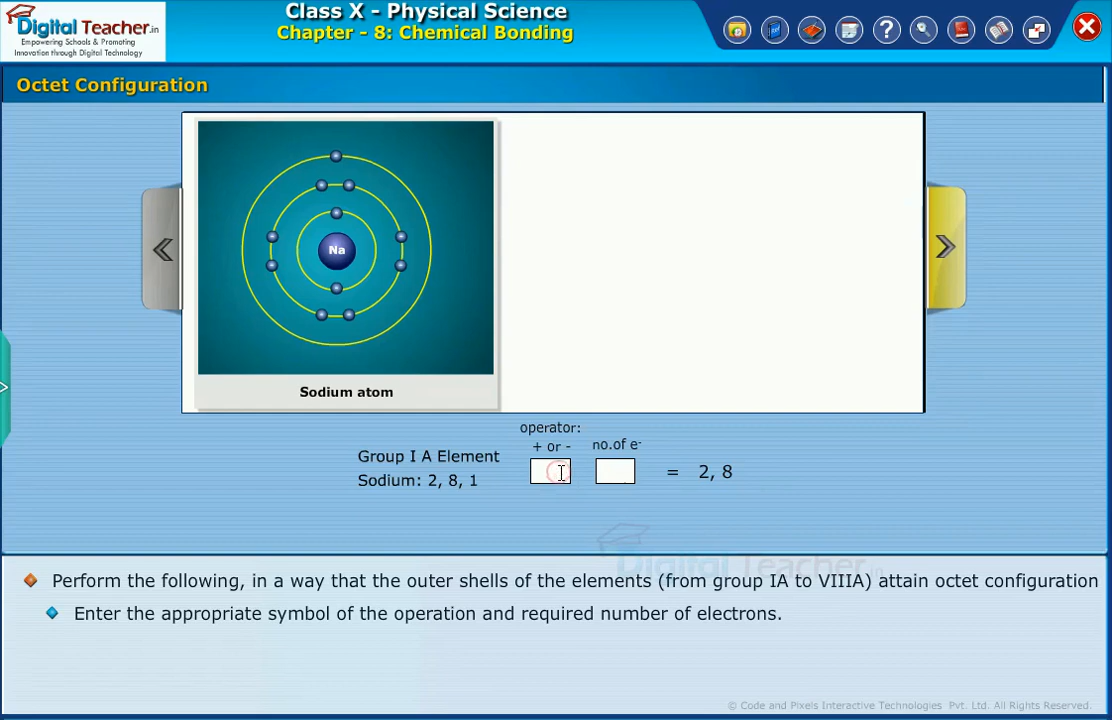 Digital Teacher.in
Empowering Schools & Promoting
Innovation through Digital Technology
Class X - Physical Science
Chapter - 8: Chemical Bonding
Octet Configuration
Na
Sodium atom
operator:
+ or -
no.of e-
Group I A Element
Sodium: 2, 8, 1
= 2, 8
Digital Teacher.in
Perform the following, in a way that the outer shells of the elements (from group IA to VIIIA) attain octet configuration
Enter the appropriate symbol of the operation and required number of electrons.
© Code and Pixels Interactive Technologies Pvt. Ltd. All Rights Reserved.